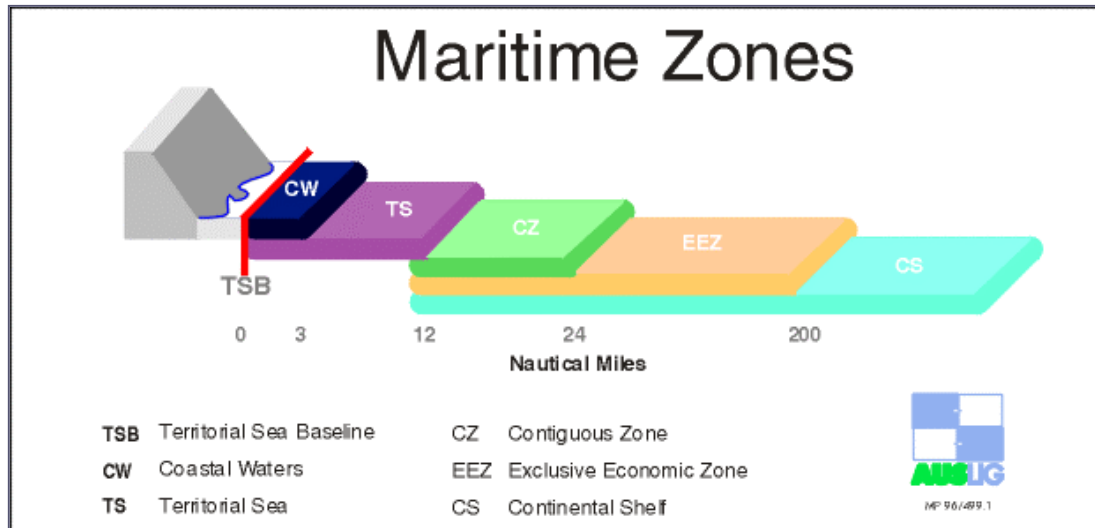 Maritime Zones
CW
TS
CZ
EEZ
CS
TSB
0 3 12 24 200
Nautical Miles
TSB Territorial Sea Baseline
CW Coastal Waters
TS Territorial Sea
CZ Contiguous Zone
EEZ Exclusive Economic Zone
CS Continental Shelf
AUSLIG
MP 96/499.1